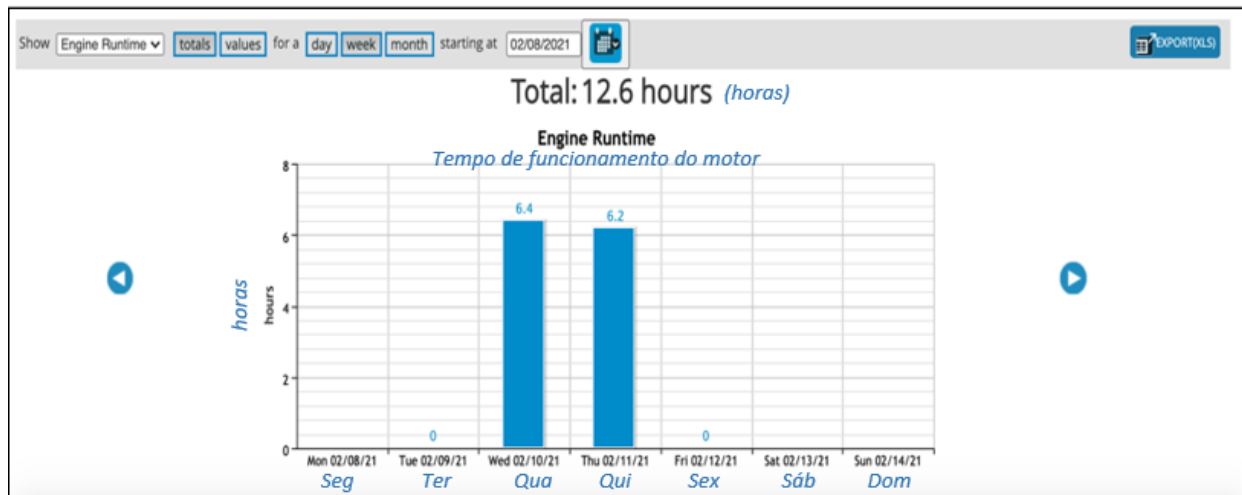 Show Engine Runtime totals values for a day week month starting at 02/08/2021 EXPORT(XLS)
Total: 12.6 hours (horas)
Engine Runtime
Tempo de funcionamento do motor
8
6.4
6.2
6
horas
hours
4
2
0
0
0
Mon 02/08/21 Tue 02/09/21 Wed 02/10/21 Thu 02/11/21 Fri 02/12/21 Sat 02/13/21 Sun 02/14/21
Seg Ter Qua Qui Sex Sáb Dom